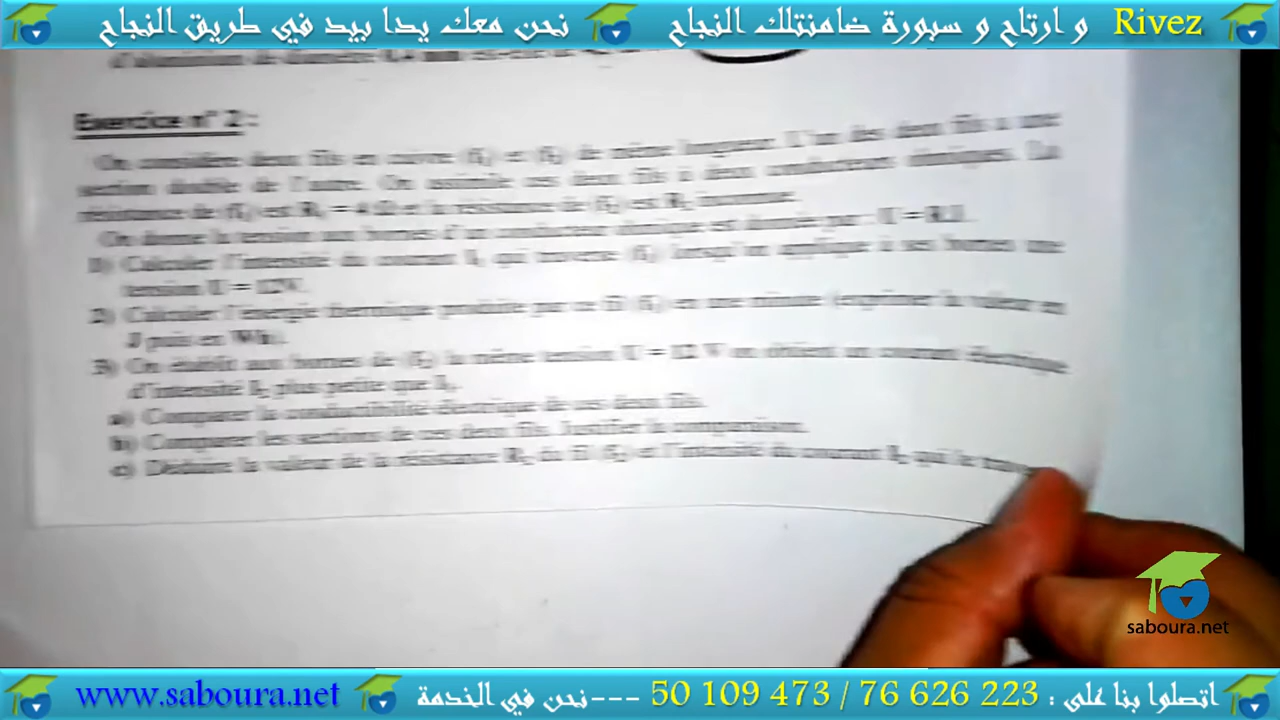 نحن معك يدا بيد في طريق النجاح و ارتاح و سبورة ضامنتلك النجاح Rivez
d'aluminium de diamètre 0,4 mm est
Exercice n° 2 :
On considère deux fils en cuivre (f₁) et (f₂) de même longueur. L'un des deux fils a une
section double de l'autre. On assimile ces deux fils à deux conducteurs ohmiques. La
résistance de (f₁) est R₁ = 4 Ω et la résistance de (f₂) est R₂ inconnue.
On donne la tension aux bornes d'un conducteur ohmique est donnée par : U = R.I.
1) Calculer l'intensité du courant I₁ qui traverse (f₁) lorsqu'on applique à ses bornes une
tension U = 12V.
2) Calculer l'énergie thermique produite par ce fil (f₁) en une minute (exprimer la valeur en
J puis en Wh).
3) On établit aux bornes de (f₂) la même tension U = 12 V on obtient un courant électrique
d'intensité I₂ plus petite que I₁.
a) Comparer la conductibilité électrique de ces deux fils.
b) Comparer les sections de ces deux fils. Justifier la comparaison.
c) Déduire la valeur de la résistance R₂ du fil (f₂) et l'intensité du courant I₂ qui le
saboura.net
www.saboura.net اتصلوا بنا على : 50 109 473 / 76 626 223 ---نحن في الخدمة